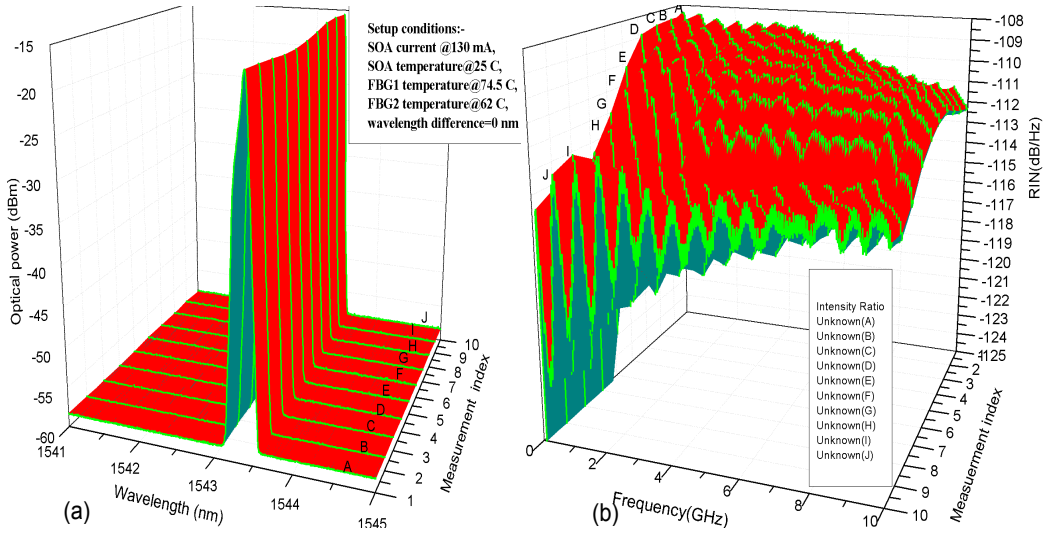 -15
-20
-25
-30
-35
-40
-45
-50
-55
-60
Optical power (dBm)
Setup conditions:-
SOA current @130 mA,
SOA temperature@25 C,
FBG1 temperature@74.5 C,
FBG2 temperature@62 C,
wavelength difference=0 nm
J
I
H
G
F
E
D
C
B
A
10
9
8
7
6
5
4
3
2
1
Measurement index
1541
1542
1543
1544
1545
Wavelength (nm)
(a)
A
B
C
D
E
F
G
H
I
J
-108
-109
-110
-111
-112
-113
-114
-115
-116
-117
-118
-119
-120
-121
-122
-123
-124
-125
RIN(dB/Hz)
Intensity Ratio
Unknown(A)
Unknown(B)
Unknown(C)
Unknown(D)
Unknown(E)
Unknown(F)
Unknown(G)
Unknown(H)
Unknown(I)
Unknown(J)
1
2
3
4
5
6
7
8
9
10
Measuerment index
0
2
4
6
8
10
Frequency(GHz)
(b)